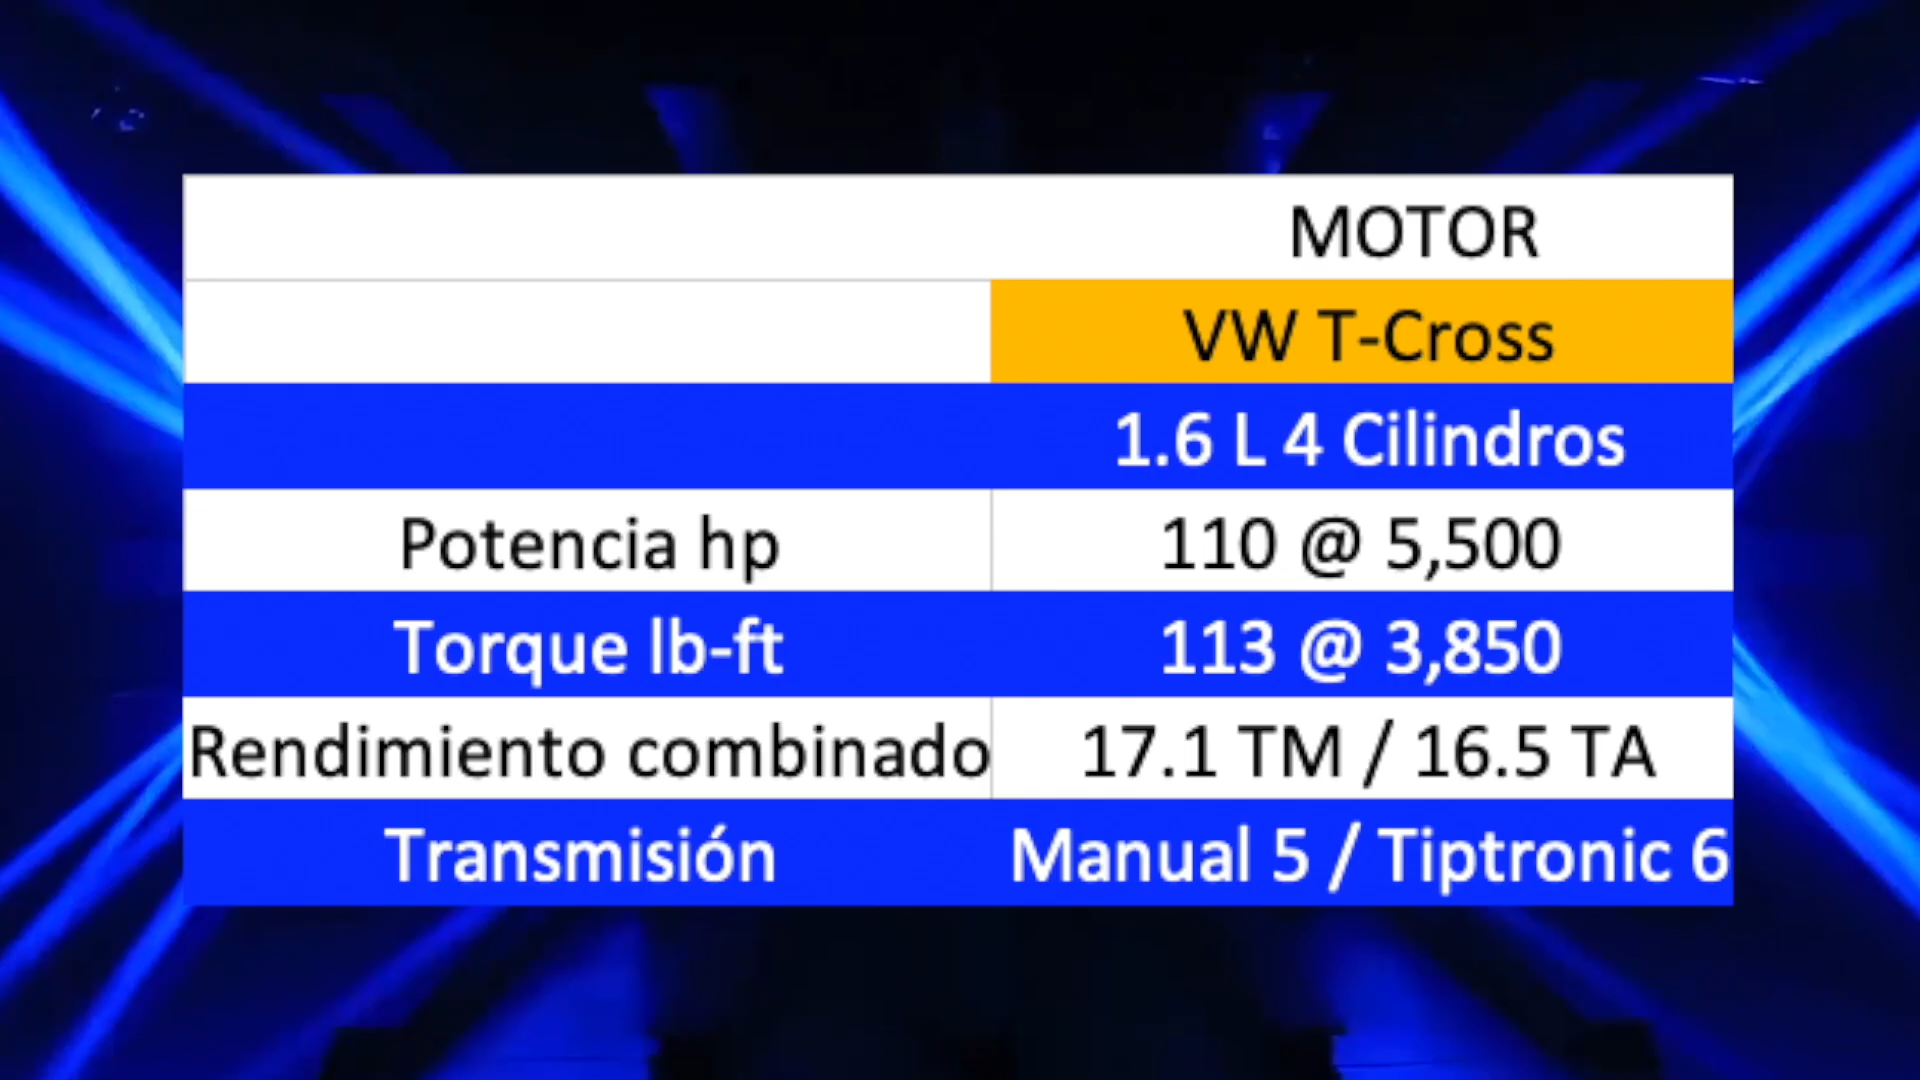 MOTOR
VW T-Cross
1.6 L 4 Cilindros
Potencia hp 110 @ 5,500
Torque lb-ft 113 @ 3,850
Rendimiento combinado 17.1 TM / 16.5 TA
Transmisión Manual 5 / Tiptronic 6